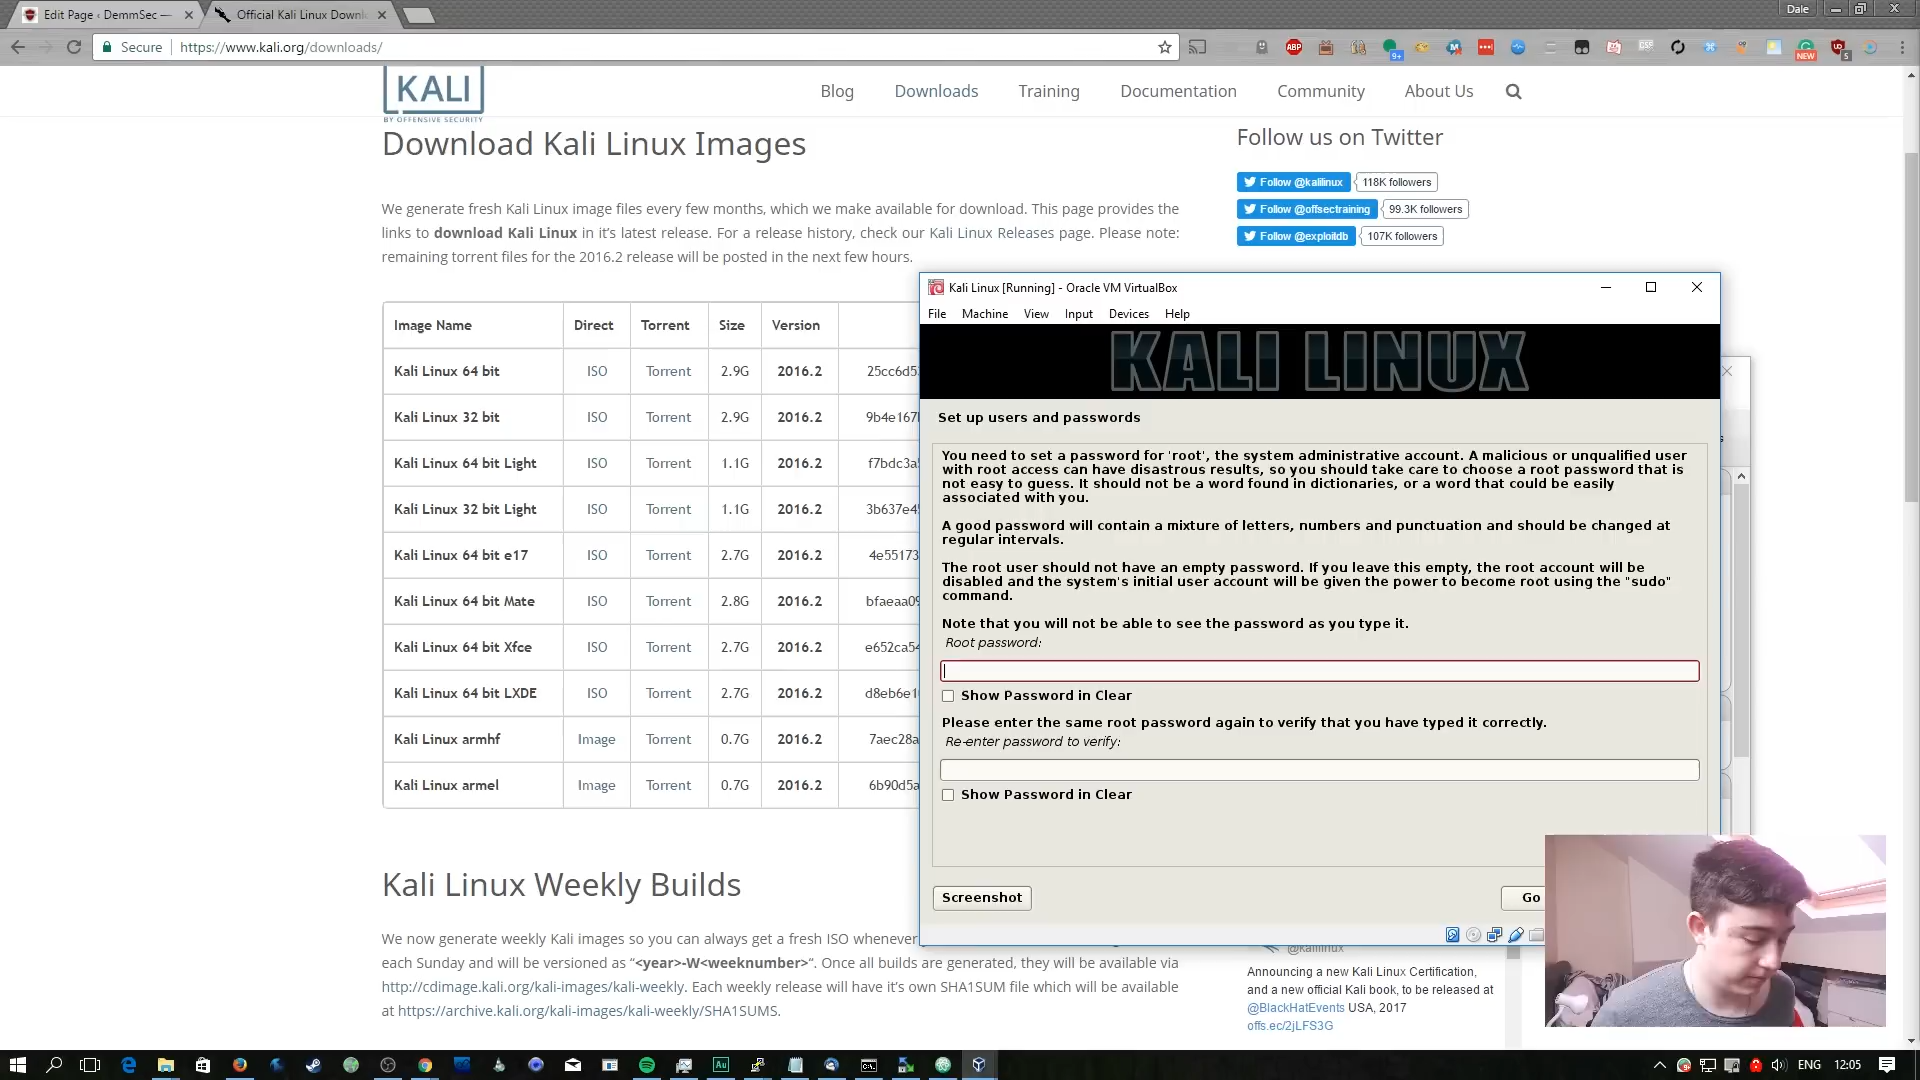 Edit Page ‹ DemmSec —
Official Kali Linux Downl
Dale
Secure
https://www.kali.org/downloads/
KALI
BY OFFENSIVE SECURITY
Blog
Downloads
Training
Documentation
Community
About Us
Download Kali Linux Images
We generate fresh Kali Linux image files every few months, which we make available for download. This page provides the
links to download Kali Linux in it's latest release. For a release history, check our Kali Linux Releases page. Please note:
remaining torrent files for the 2016.2 release will be posted in the next few hours.
Follow us on Twitter
Follow @kalilinux 118K followers
Follow @offsectraining 99.3K followers
Follow @exploitdb 107K followers
Image Name Direct Torrent Size Version
Kali Linux 64 bit ISO Torrent 2.9G 2016.2 25cc6d5
Kali Linux 32 bit ISO Torrent 2.9G 2016.2 9b4e167
Kali Linux 64 bit Light ISO Torrent 1.1G 2016.2 f7bdc3a
Kali Linux 32 bit Light ISO Torrent 1.1G 2016.2 3b637e4
Kali Linux 64 bit e17 ISO Torrent 2.7G 2016.2 4e55173
Kali Linux 64 bit Mate ISO Torrent 2.8G 2016.2 bfaeaa09
Kali Linux 64 bit Xfce ISO Torrent 2.7G 2016.2 e652ca54
Kali Linux 64 bit LXDE ISO Torrent 2.7G 2016.2 d8eb6e1
Kali Linux armhf Image Torrent 0.7G 2016.2 7aec28a
Kali Linux armel Image Torrent 0.7G 2016.2 6b90d5a
Kali Linux Weekly Builds
We now generate weekly Kali images so you can always get a fresh ISO whenever
each Sunday and will be versioned as "<year>-W<weeknumber>". Once all builds are generated, they will be available via
http://cdimage.kali.org/kali-images/kali-weekly. Each weekly release will have it's own SHA1SUM file which will be available
at https://archive.kali.org/kali-images/kali-weekly/SHA1SUMS.
Kali Linux [Running] - Oracle VM VirtualBox
File Machine View Input Devices Help
KALI LINUX
Set up users and passwords
You need to set a password for 'root', the system administrative account. A malicious or unqualified user
with root access can have disastrous results, so you should take care to choose a root password that is
not easy to guess. It should not be a word found in dictionaries, or a word that could be easily
associated with you.
A good password will contain a mixture of letters, numbers and punctuation and should be changed at
regular intervals.
The root user should not have an empty password. If you leave this empty, the root account will be
disabled and the system's initial user account will be given the power to become root using the "sudo"
command.
Note that you will not be able to see the password as you type it.
Root password:
Show Password in Clear
Please enter the same root password again to verify that you have typed it correctly.
Re-enter password to verify:
Show Password in Clear
Screenshot
Go
@kalilinux
Announcing a new Kali Linux Certification,
and a new official Kali book, to be released at
@BlackHatEvents USA, 2017
offs.ec/2jLFS3G
ABP
9+
NEW
5
Au
ENG
12:05